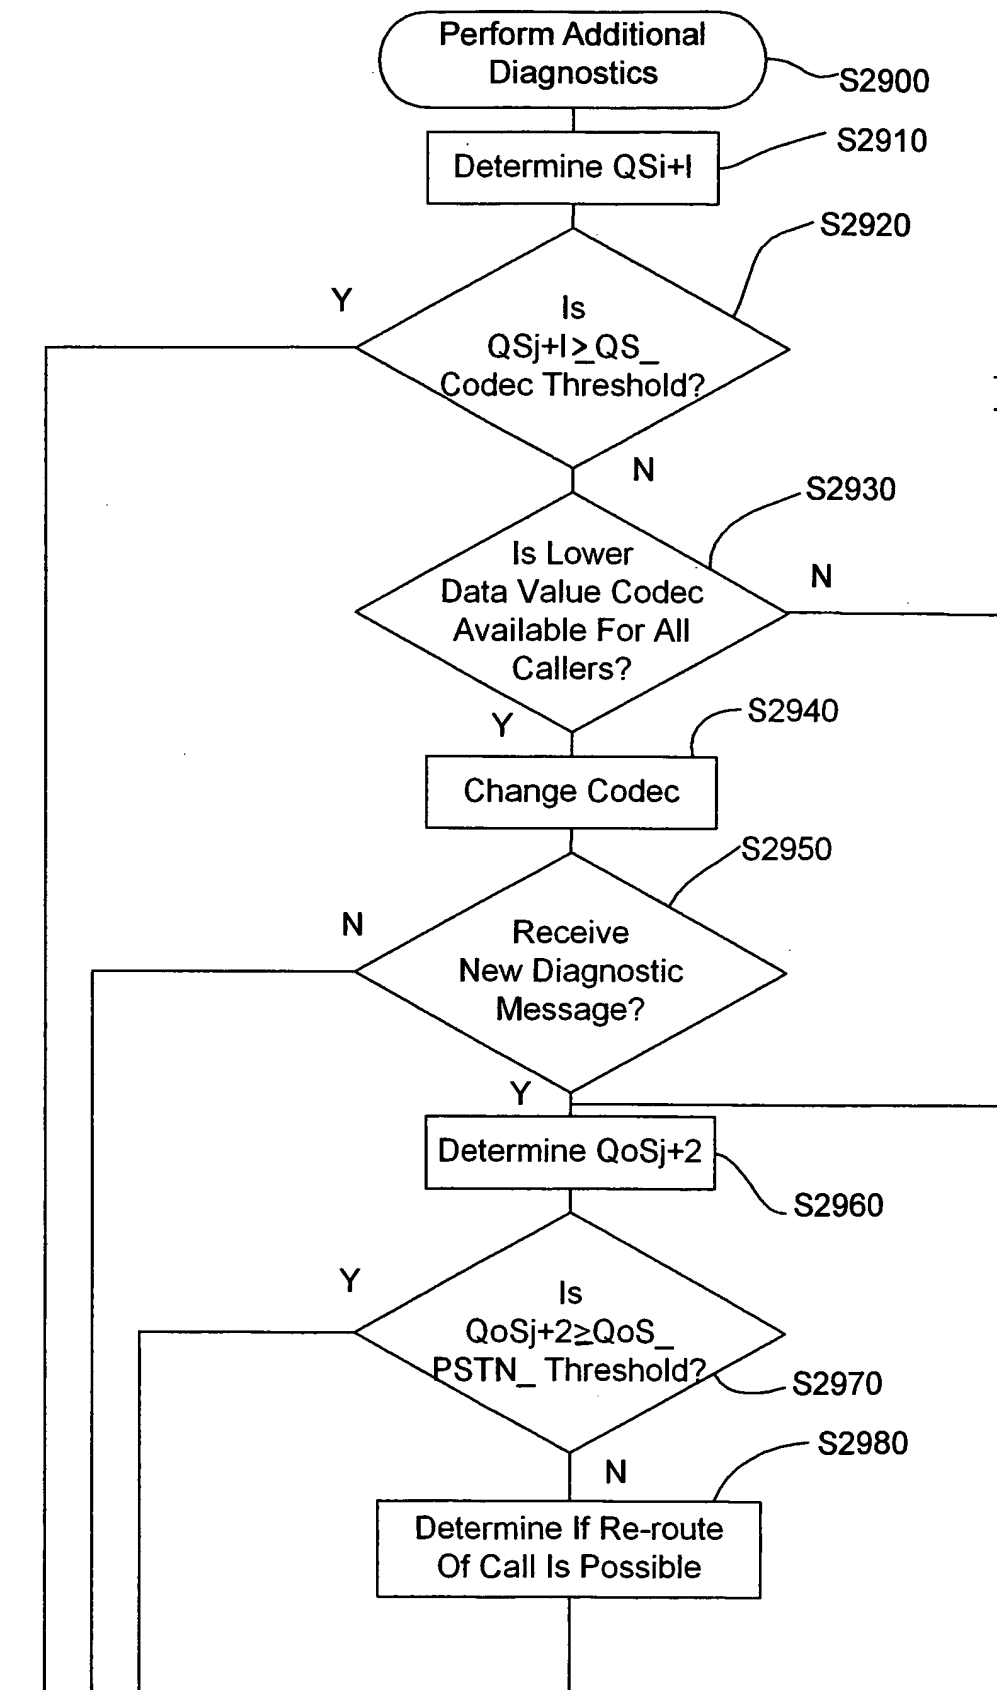 Perform Additional
Diagnostics
S2900
S2910
Determine QSi+l
S2920
Y
Is
QSj+l≥QS_
Codec Threshold?
N
S2930
Is Lower
Data Value Codec
Available For All
Callers?
N
Y
S2940
Change Codec
S2950
N
Receive
New Diagnostic
Message?
Y
Determine QoSj+2
S2960
Y
Is
QoSj+2≥QoS_
PSTN_ Threshold?
S2970
S2980
N
Determine If Re-route
Of Call Is Possible